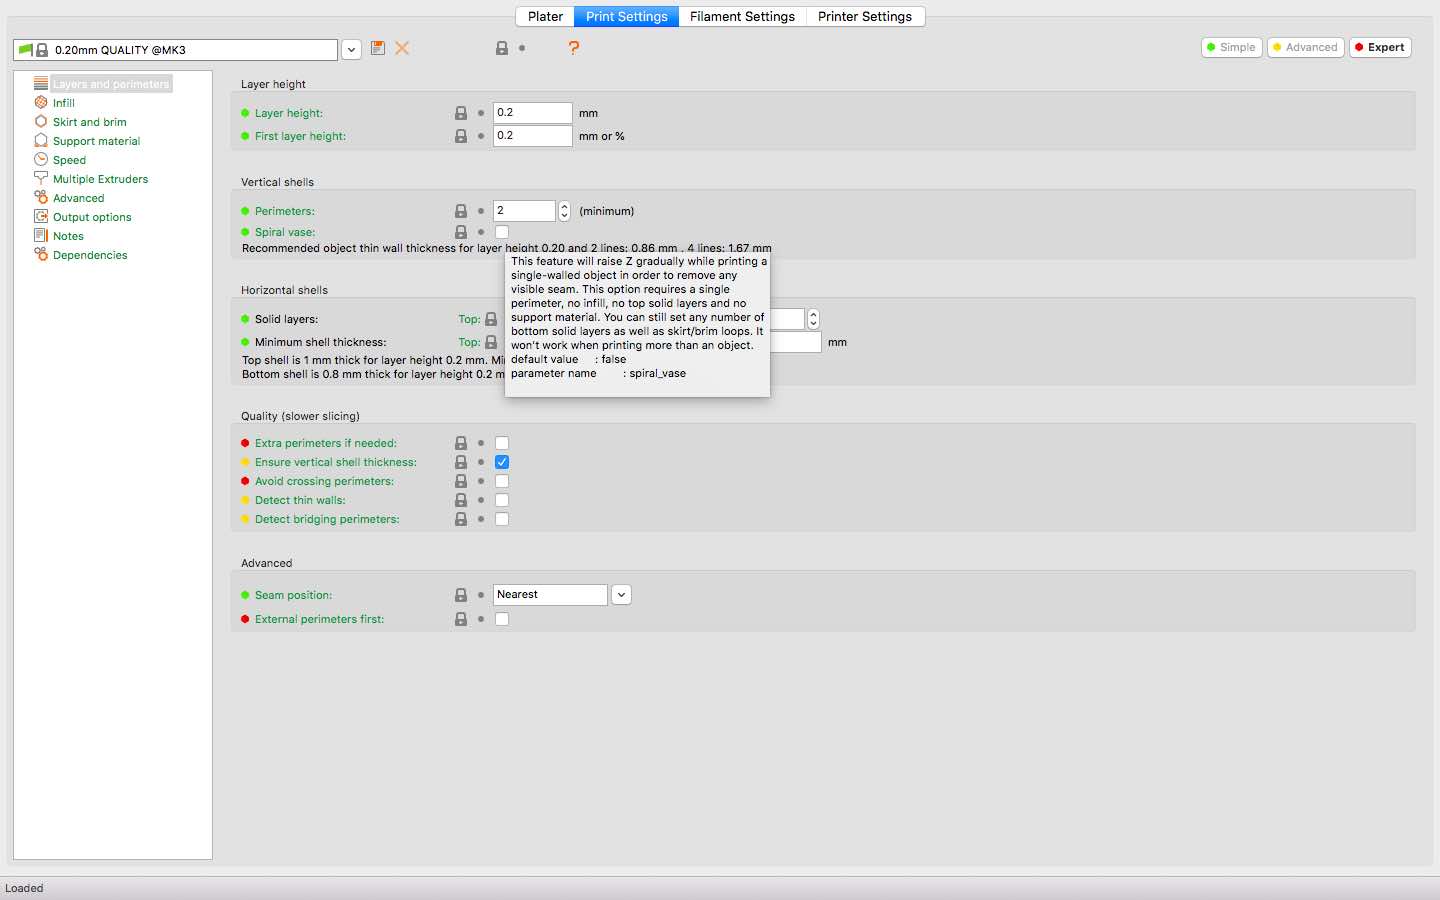 Plater Print Settings Filament Settings Printer Settings
0.20mm QUALITY @MK3 ? Simple Advanced Expert
Layers and perimeters
Infill
Skirt and brim
Support material
Speed
Multiple Extruders
Advanced
Output options
Notes
Dependencies
Layer height
Layer height: 0.2 mm
First layer height: 0.2 mm or %
Vertical shells
Perimeters: 2 (minimum)
Spiral vase:
Recommended object thin wall thickness for layer height 0.20 and 2 lines: 0.86 mm , 4 lines: 1.67 mm
This feature will raise Z gradually while printing a
single-walled object in order to remove any
visible seam. This option requires a single
perimeter, no infill, no top solid layers and no
support material. You can still set any number of
bottom solid layers as well as skirt/brim loops. It
won't work when printing more than an object.
default value : false
parameter name : spiral_vase
Horizontal shells
Solid layers: Top:
Minimum shell thickness: Top: mm
Top shell is 1 mm thick for layer height 0.2 mm.
Bottom shell is 0.8 mm thick for layer height 0.2 m
Quality (slower slicing)
Extra perimeters if needed:
Ensure vertical shell thickness:
Avoid crossing perimeters:
Detect thin walls:
Detect bridging perimeters:
Advanced
Seam position: Nearest
External perimeters first:
Loaded